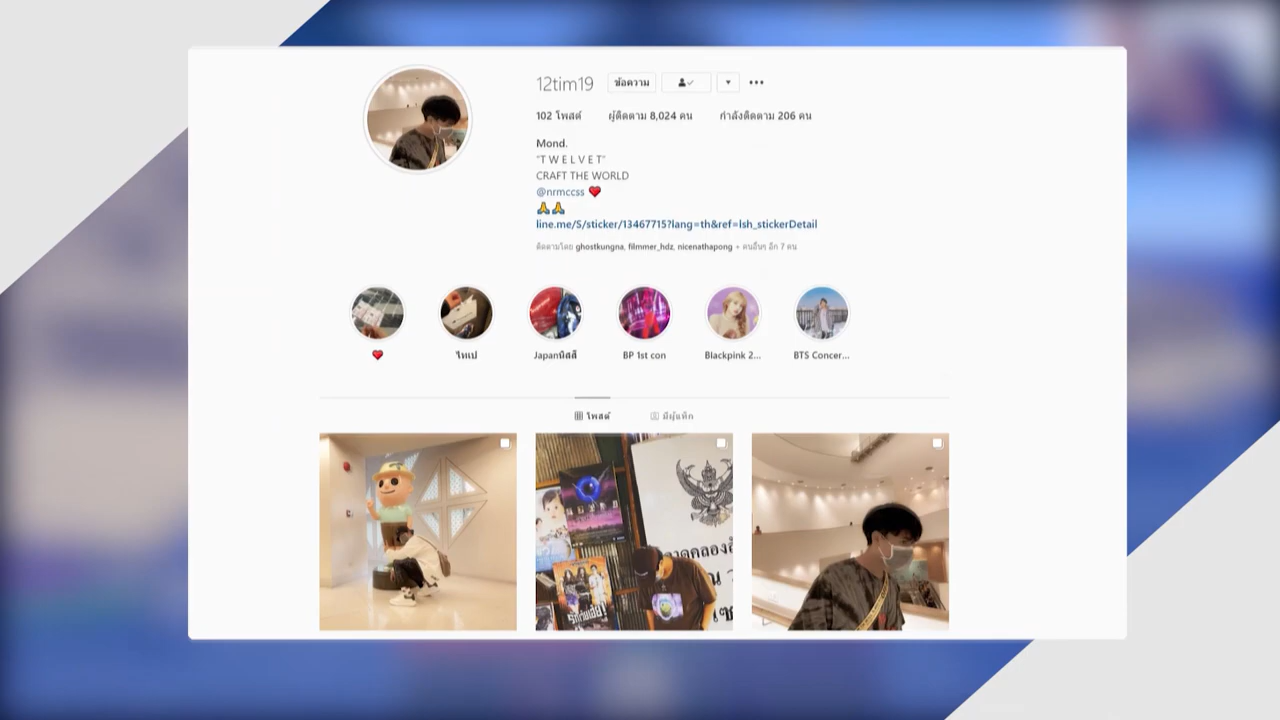 12tim19 ข้อความ
102 โพสต์ ผู้ติดตาม 8,024 คน กำลังติดตาม 206 คน
Mond.
"T W E L V E T"
CRAFT THE WORLD
@nrmccss
line.me/S/sticker/13467715?lang=th&ref=lsh_stickerDetail
ติดตามโดย ghostkungna, filmmer_hdz, nicenathapong + คนอื่นๆ อีก 7 คน
ไทเป
Japanนิสสึ
BP 1st con
Blackpink 2...
BTS Concer...
โพสต์
มีผู้แท็ก